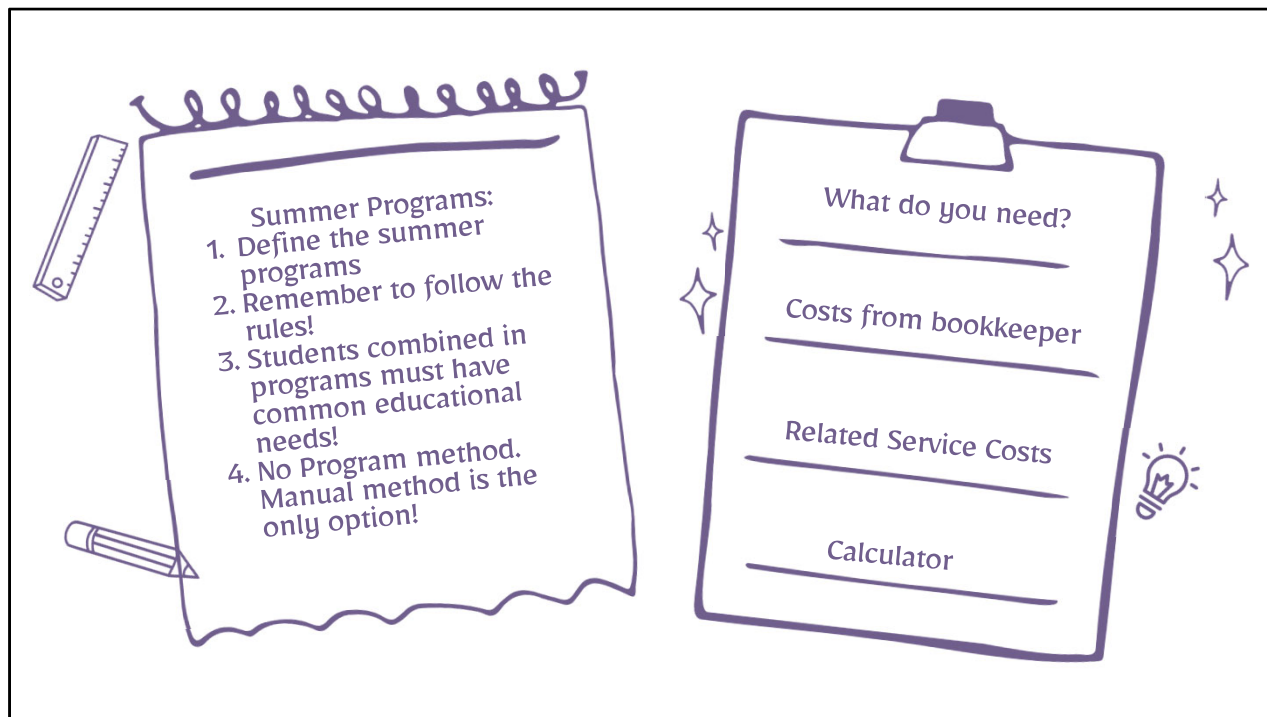 Summer Programs:
1. Define the summer
programs
2. Remember to follow the
rules!
3. Students combined in
programs must have
common educational
needs!
4. No Program method.
Manual method is the
only option!
What do you need?
Costs from bookkeeper
Related Service Costs
Calculator